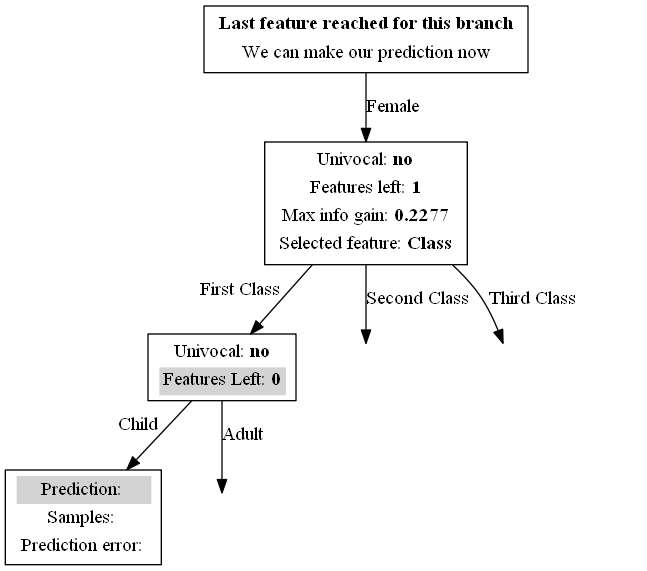 Last feature reached for this branch
We can make our prediction now
Female
Univocal: no
Features left: 1
Max info gain: 0.2277
Selected feature: Class
First Class
Second Class
Third Class
Univocal: no
Features Left: 0
Child
Adult
Prediction:
Samples:
Prediction error: